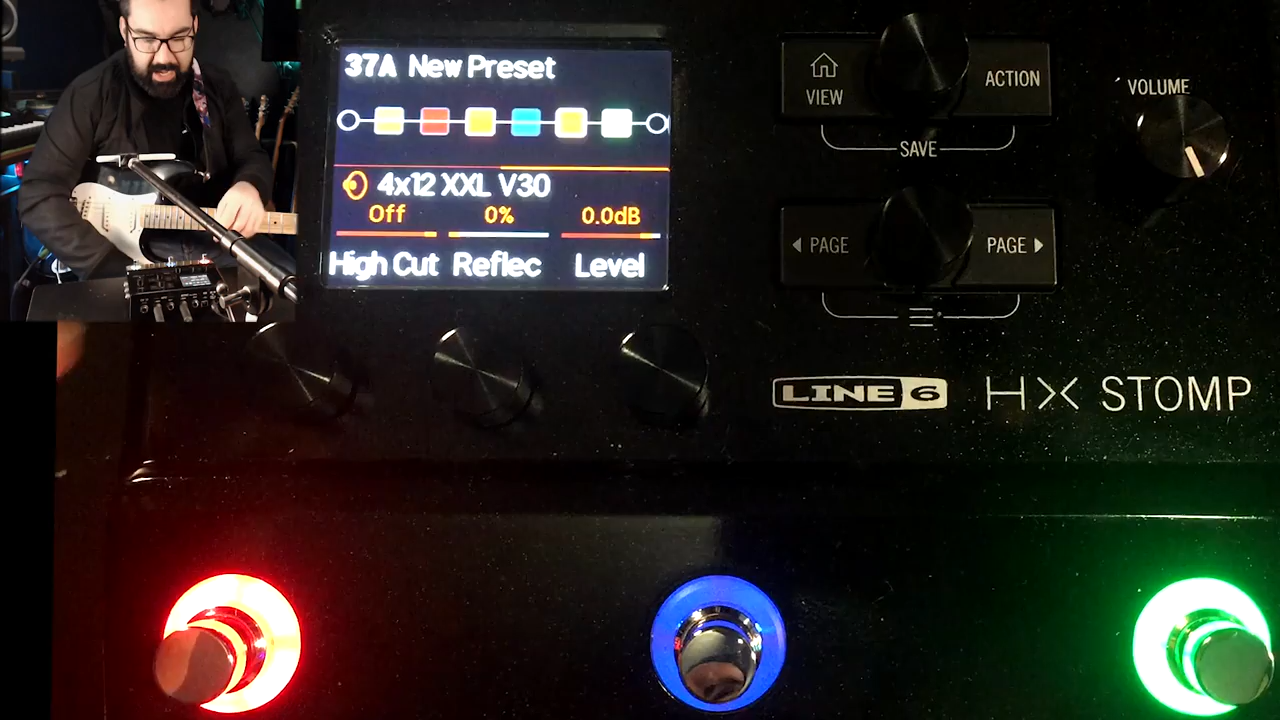 37A New Preset
4x12 XXL V30
Off 0% 0.0dB
High Cut Reflec Level
VIEW
ACTION
SAVE
PAGE
PAGE
VOLUME
LINE 6 HX STOMP